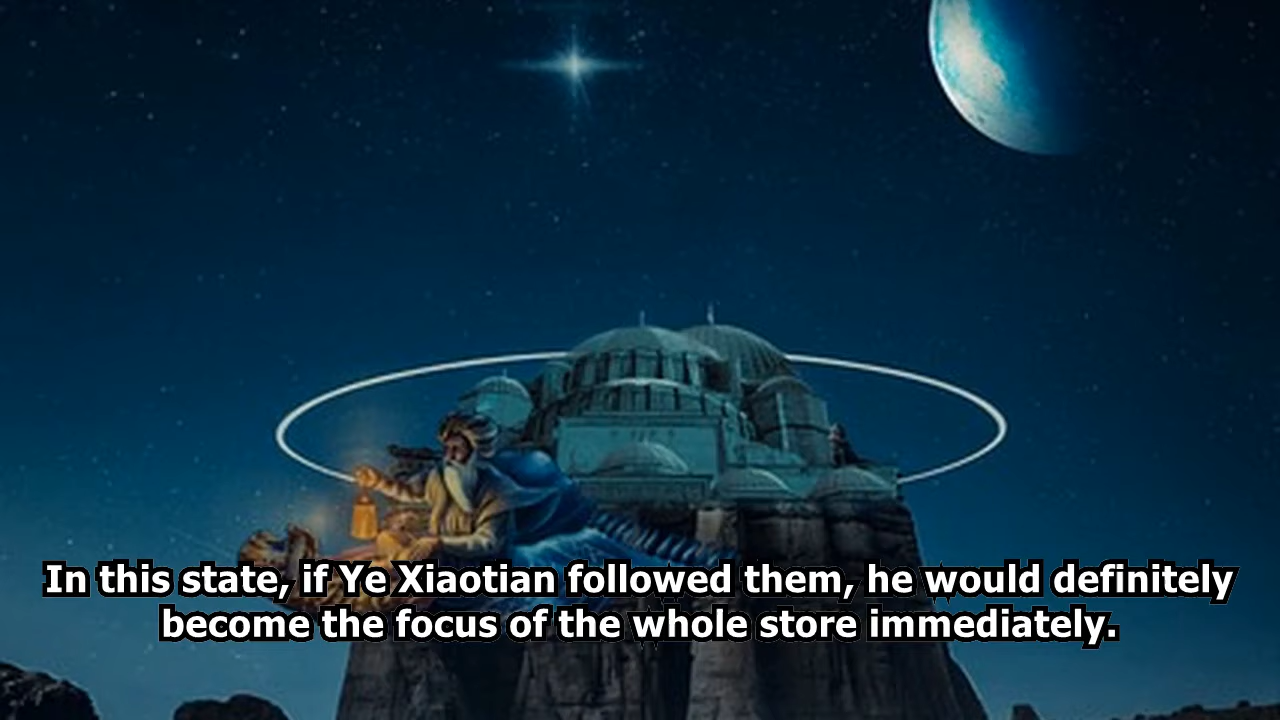 In this state, if Ye Xiaotian followed them, he would definitely
become the focus of the whole store immediately.